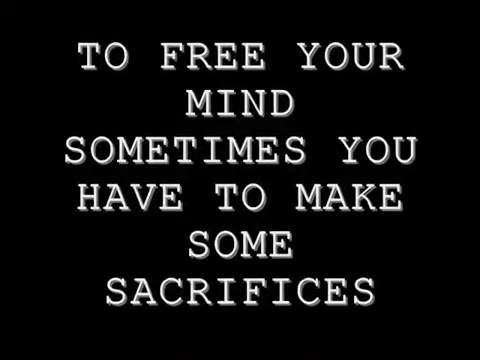 TO FREE YOUR
MIND
SOMETIMES YOU
HAVE TO MAKE
SOME
SACRIFICES